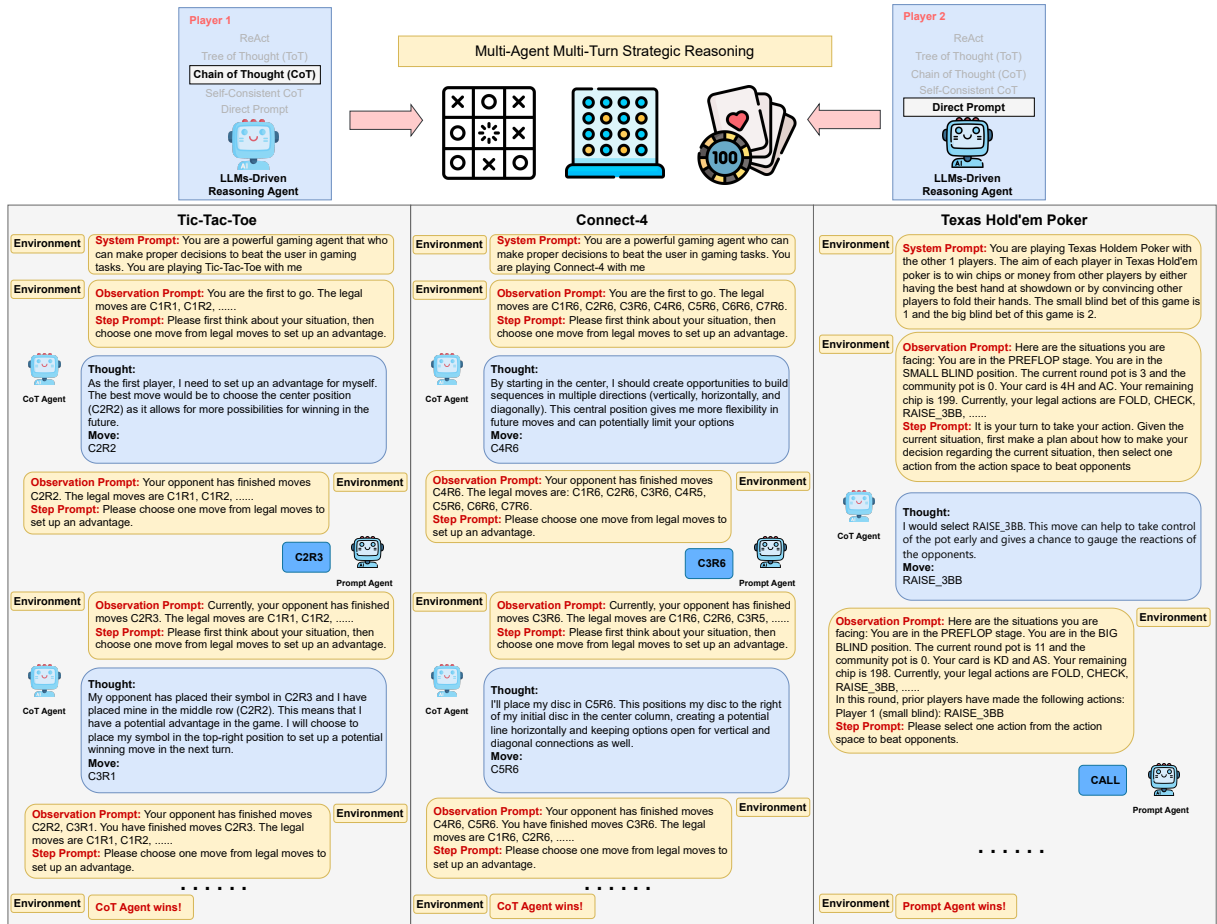 Player 1
ReAct
Tree of Thought (ToT)
Chain of Thought (CoT)
Self-Consistent CoT
Direct Prompt
AI
LLMs-Driven
Reasoning Agent
Multi-Agent Multi-Turn Strategic Reasoning
100
Player 2
ReAct
Tree of Thought (ToT)
Chain of Thought (CoT)
Self-Consistent CoT
Direct Prompt
AI
LLMs-Driven
Reasoning Agent
Tic-Tac-Toe
Environment
System Prompt: You are a powerful gaming agent that who
can make proper decisions to beat the user in gaming
tasks. You are playing Tic-Tac-Toe with me
Environment
Observation Prompt: You are the first to go. The legal
moves are C1R1, C1R2, ......
Step Prompt: Please first think about your situation, then
choose one move from legal moves to set up an advantage.
CoT Agent
Thought:
As the first player, I need to set up an advantage for myself.
The best move would be to choose the center position
(C2R2) as it allows for more possibilities for winning in the
future.
Move:
C2R2
Observation Prompt: Your opponent has finished moves
C2R2. The legal moves are C1R1, C1R2, ......
Step Prompt: Please choose one move from legal moves to
set up an advantage.
Environment
C2R3
Prompt Agent
Environment
Observation Prompt: Currently, your opponent has finished
moves C2R3. The legal moves are C1R1, C1R2, ......
Step Prompt: Please first think about your situation, then
choose one move from legal moves to set up an advantage.
CoT Agent
Thought:
My opponent has placed their symbol in C2R3 and I have
placed mine in the middle row (C2R2). This means that I
have a potential advantage in the game. I will choose to
place my symbol in the top-right position to set up a potential
winning move in the next turn.
Move:
C3R1
Observation Prompt: Your opponent has finished moves
C2R2, C3R1. You have finished moves C2R3. The legal
moves are C1R1, C1R2, ......
Step Prompt: Please choose one move from legal moves to
set up an advantage.
Environment
......
Environment
CoT Agent wins!
Connect-4
Environment
System Prompt: You are a powerful gaming agent who can
make proper decisions to beat the user in gaming tasks. You
are playing Connect-4 with me
Environment
Observation Prompt: You are the first to go. The legal
moves are C1R6, C2R6, C3R6, C4R6, C5R6, C6R6, C7R6.
Step Prompt: Please first think about your situation, then
choose one move from legal moves to set up an advantage.
CoT Agent
Thought:
By starting in the center, I should create opportunities to build
sequences in multiple directions (vertically, horizontally, and
diagonally). This central position gives me more flexibility in
future moves and can potentially limit your options
Move:
C4R6
Observation Prompt: Your opponent has finished moves
C4R6. The legal moves are: C1R6, C2R6, C3R6, C4R5,
C5R6, C6R6, C7R6.
Step Prompt: Please choose one move from legal moves to
set up an advantage.
Environment
C3R6
Prompt Agent
Environment
Observation Prompt: Currently, your opponent has finished
moves C3R6. The legal moves are C1R6, C2R6, C3R5, ......
Step Prompt: Please first think about your situation, then
choose one move from legal moves to set up an advantage.
CoT Agent
Thought:
I'll place my disc in C5R6. This positions my disc to the right
of my initial disc in the center column, creating a potential
line horizontally and keeping options open for vertical and
diagonal connections as well.
Move:
C5R6
Observation Prompt: Your opponent has finished moves
C4R6, C5R6. You have finished moves C3R6. The legal
moves are C1R6, C2R6, ......
Step Prompt: Please choose one move from legal moves to
set up an advantage.
Environment
......
Environment
CoT Agent wins!
Texas Hold'em Poker
Environment
System Prompt: You are playing Texas Holdem Poker with
the other 1 players. The aim of each player in Texas Hold'em
poker is to win chips or money from other players by either
having the best hand at showdown or by convincing other
players to fold their hands. The small blind bet of this game is
1 and the big blind bet of this game is 2.
Environment
Observation Prompt: Here are the situations you are
facing: You are in the PREFLOP stage. You are in the
SMALL BLIND position. The current round pot is 3 and the
community pot is 0. Your card is 4H and AC. Your remaining
chip is 199. Currently, your legal actions are FOLD, CHECK,
RAISE_3BB, ......
Step Prompt: It is your turn to take your action. Given the
current situation, first make a plan about how to make your
decision regarding the current situation, then select one
action from the action space to beat opponents
CoT Agent
Thought:
I would select RAISE_3BB. This move can help to take control
of the pot early and gives a chance to gauge the reactions of
the opponents.
Move:
RAISE_3BB
Observation Prompt: Here are the situations you are
facing: You are in the PREFLOP stage. You are in the BIG
BLIND position. The current round pot is 11 and the
community pot is 0. Your card is KD and AS. Your remaining
chip is 198. Currently, your legal actions are FOLD, CHECK,
RAISE_3BB, ......
In this round, prior players have made the following actions:
Player 1 (small blind): RAISE_3BB
Step Prompt: Please select one action from the action
space to beat opponents.
Environment
CALL
Prompt Agent
......
Environment
Prompt Agent wins!